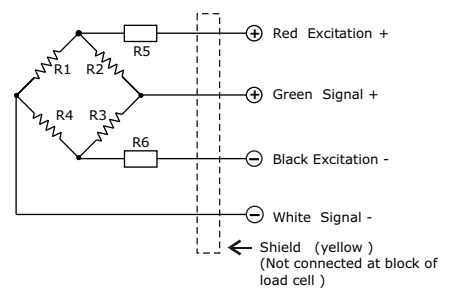 Red Excitation +
R5
R1
R2
Green Signal +
R4
R3
R6
Black Excitation -
White Signal -
Shield (yellow )
(Not connected at block of
load cell )